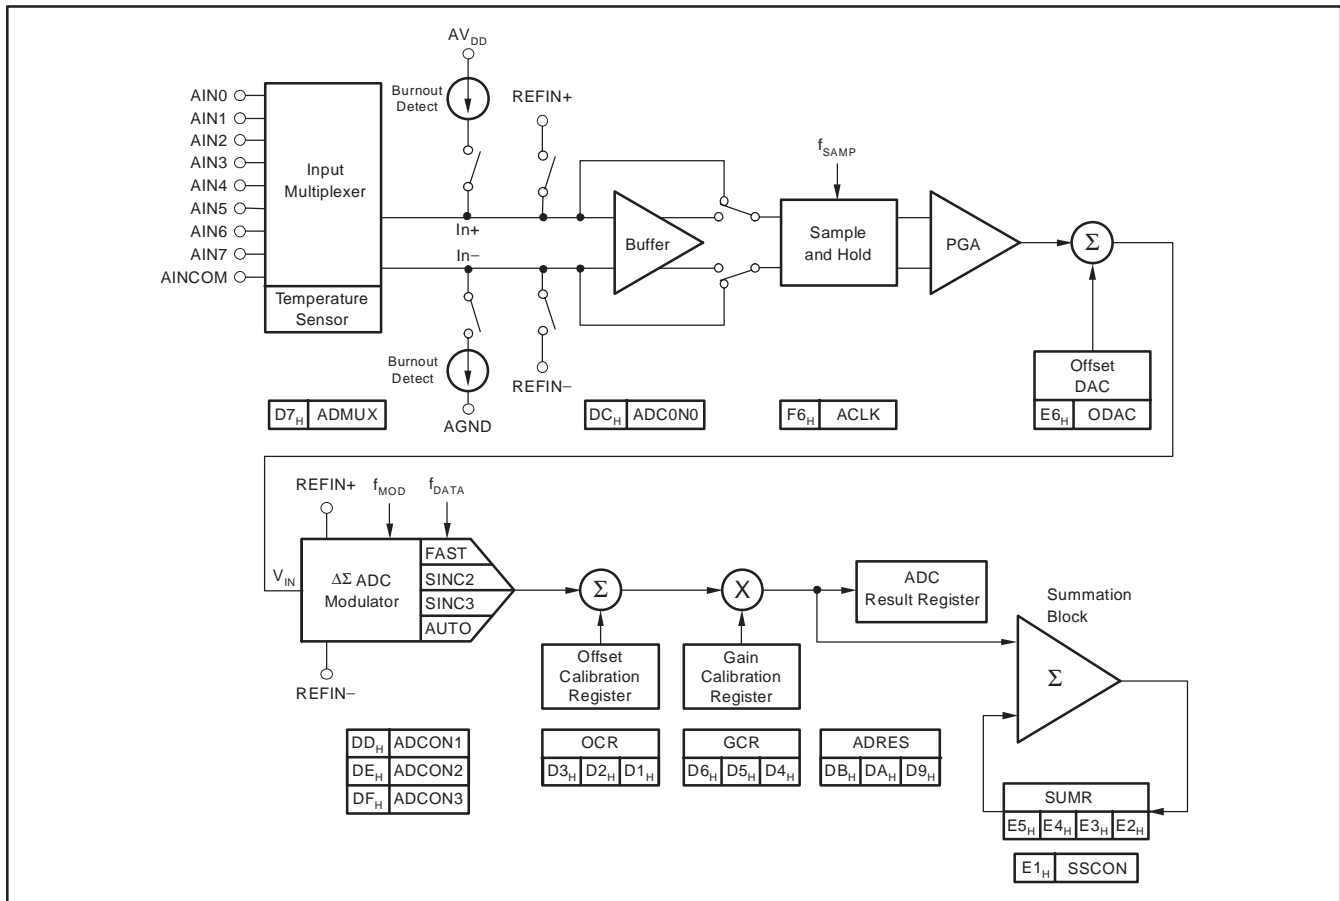 AVDD
Burnout
Detect
REFIN+
AIN0
AIN1
AIN2
AIN3
AIN4
AIN5
AIN6
AIN7
AINCOM
Input
Multiplexer
Temperature
Sensor
In+
In−
Burnout
Detect
AGND
REFIN−
Buffer
fSAMP
Sample
and Hold
PGA
Σ
Offset
DAC
E6H ODAC
D7H ADMUX
DCH ADC0N0
F6H ACLK
REFIN+
fMOD
fDATA
VIN
ΔΣ ADC
Modulator
FAST
SINC2
SINC3
AUTO
REFIN−
Σ
X
Offset
Calibration
Register
Gain
Calibration
Register
ADC
Result Register
Summation
Block
Σ
DDH ADCON1
DEH ADCON2
DFH ADCON3
OCR
D3H D2H D1H
GCR
D6H D5H D4H
ADRES
DBH DAH D9H
SUMR
E5H E4H E3H E2H
E1H SSCON